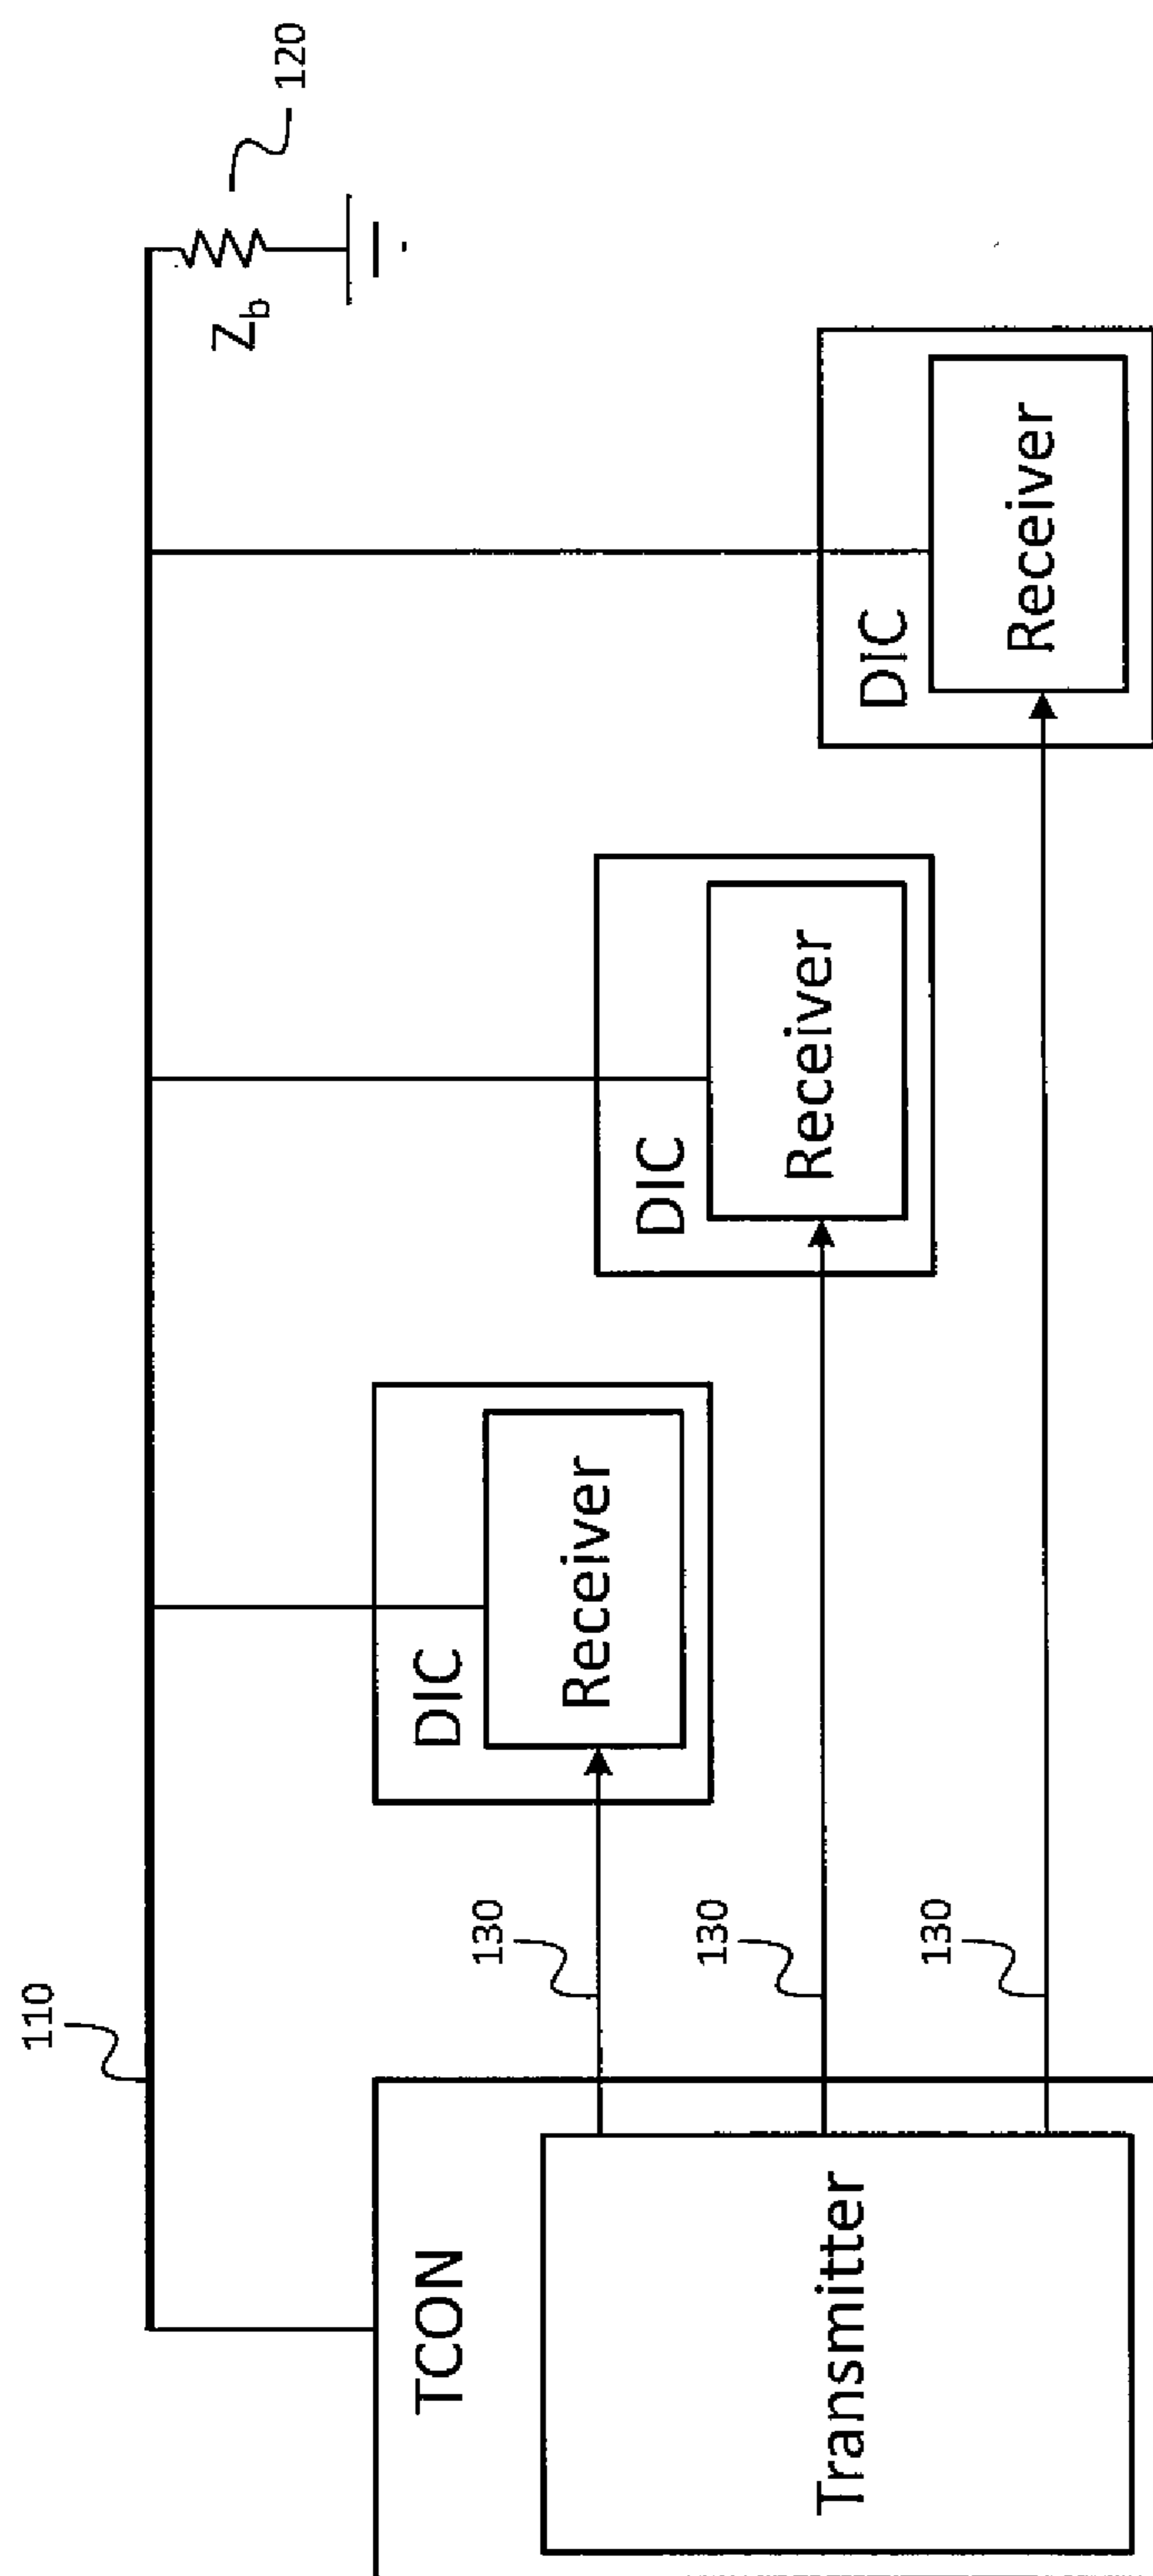 110
120
Z_b
TCON
Transmitter
130
130
130
DIC
Receiver
DIC
Receiver
DIC
Receiver